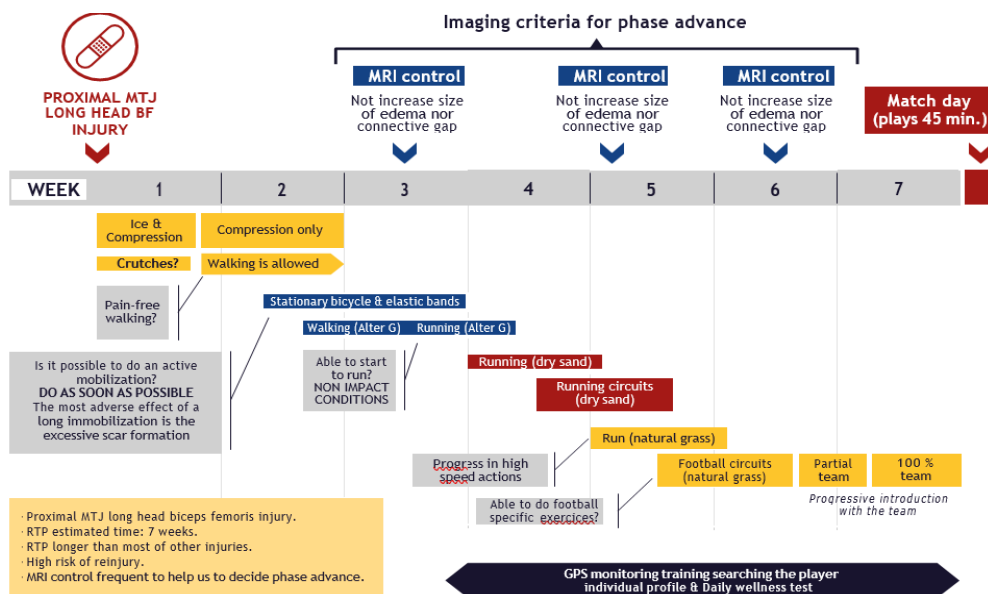 Imaging criteria for phase advance
PROXIMAL MTJ
LONG HEAD BF
INJURY
MRI control
Not increase size
of edema nor
connective gap
MRI control
Not increase size
of edema nor
connective gap
MRI control
Not increase size
of edema nor
connective gap
Match day
(plays 45 min.)
WEEK 1 2 3 4 5 6 7
Ice &
Compression
Compression only
Crutches?
Walking is allowed
Pain-free
walking?
Stationary bicycle & elastic bands
Walking (Alter G) Running (Alter G)
Is it possible to do an active
mobilization?
DO AS SOON AS POSSIBLE
The most adverse effect of a
long immobilization is the
excessive scar formation
Able to start
to run?
NON IMPACT
CONDITIONS
Running (dry sand)
Running circuits
(dry sand)
Run (natural grass)
Progress in high
speed actions
Football circuits
(natural grass)
Partial
team
100 %
team
Able to do football
specific exercices?
Progressive introduction
with the team
· Proximal MTJ long head biceps femoris injury.
· RTP estimated time: 7 weeks.
· RTP longer than most of other injuries.
· High risk of reinjury.
· MRI control frequent to help us to decide phase advance.
GPS monitoring training searching the player
individual profile & Daily wellness test